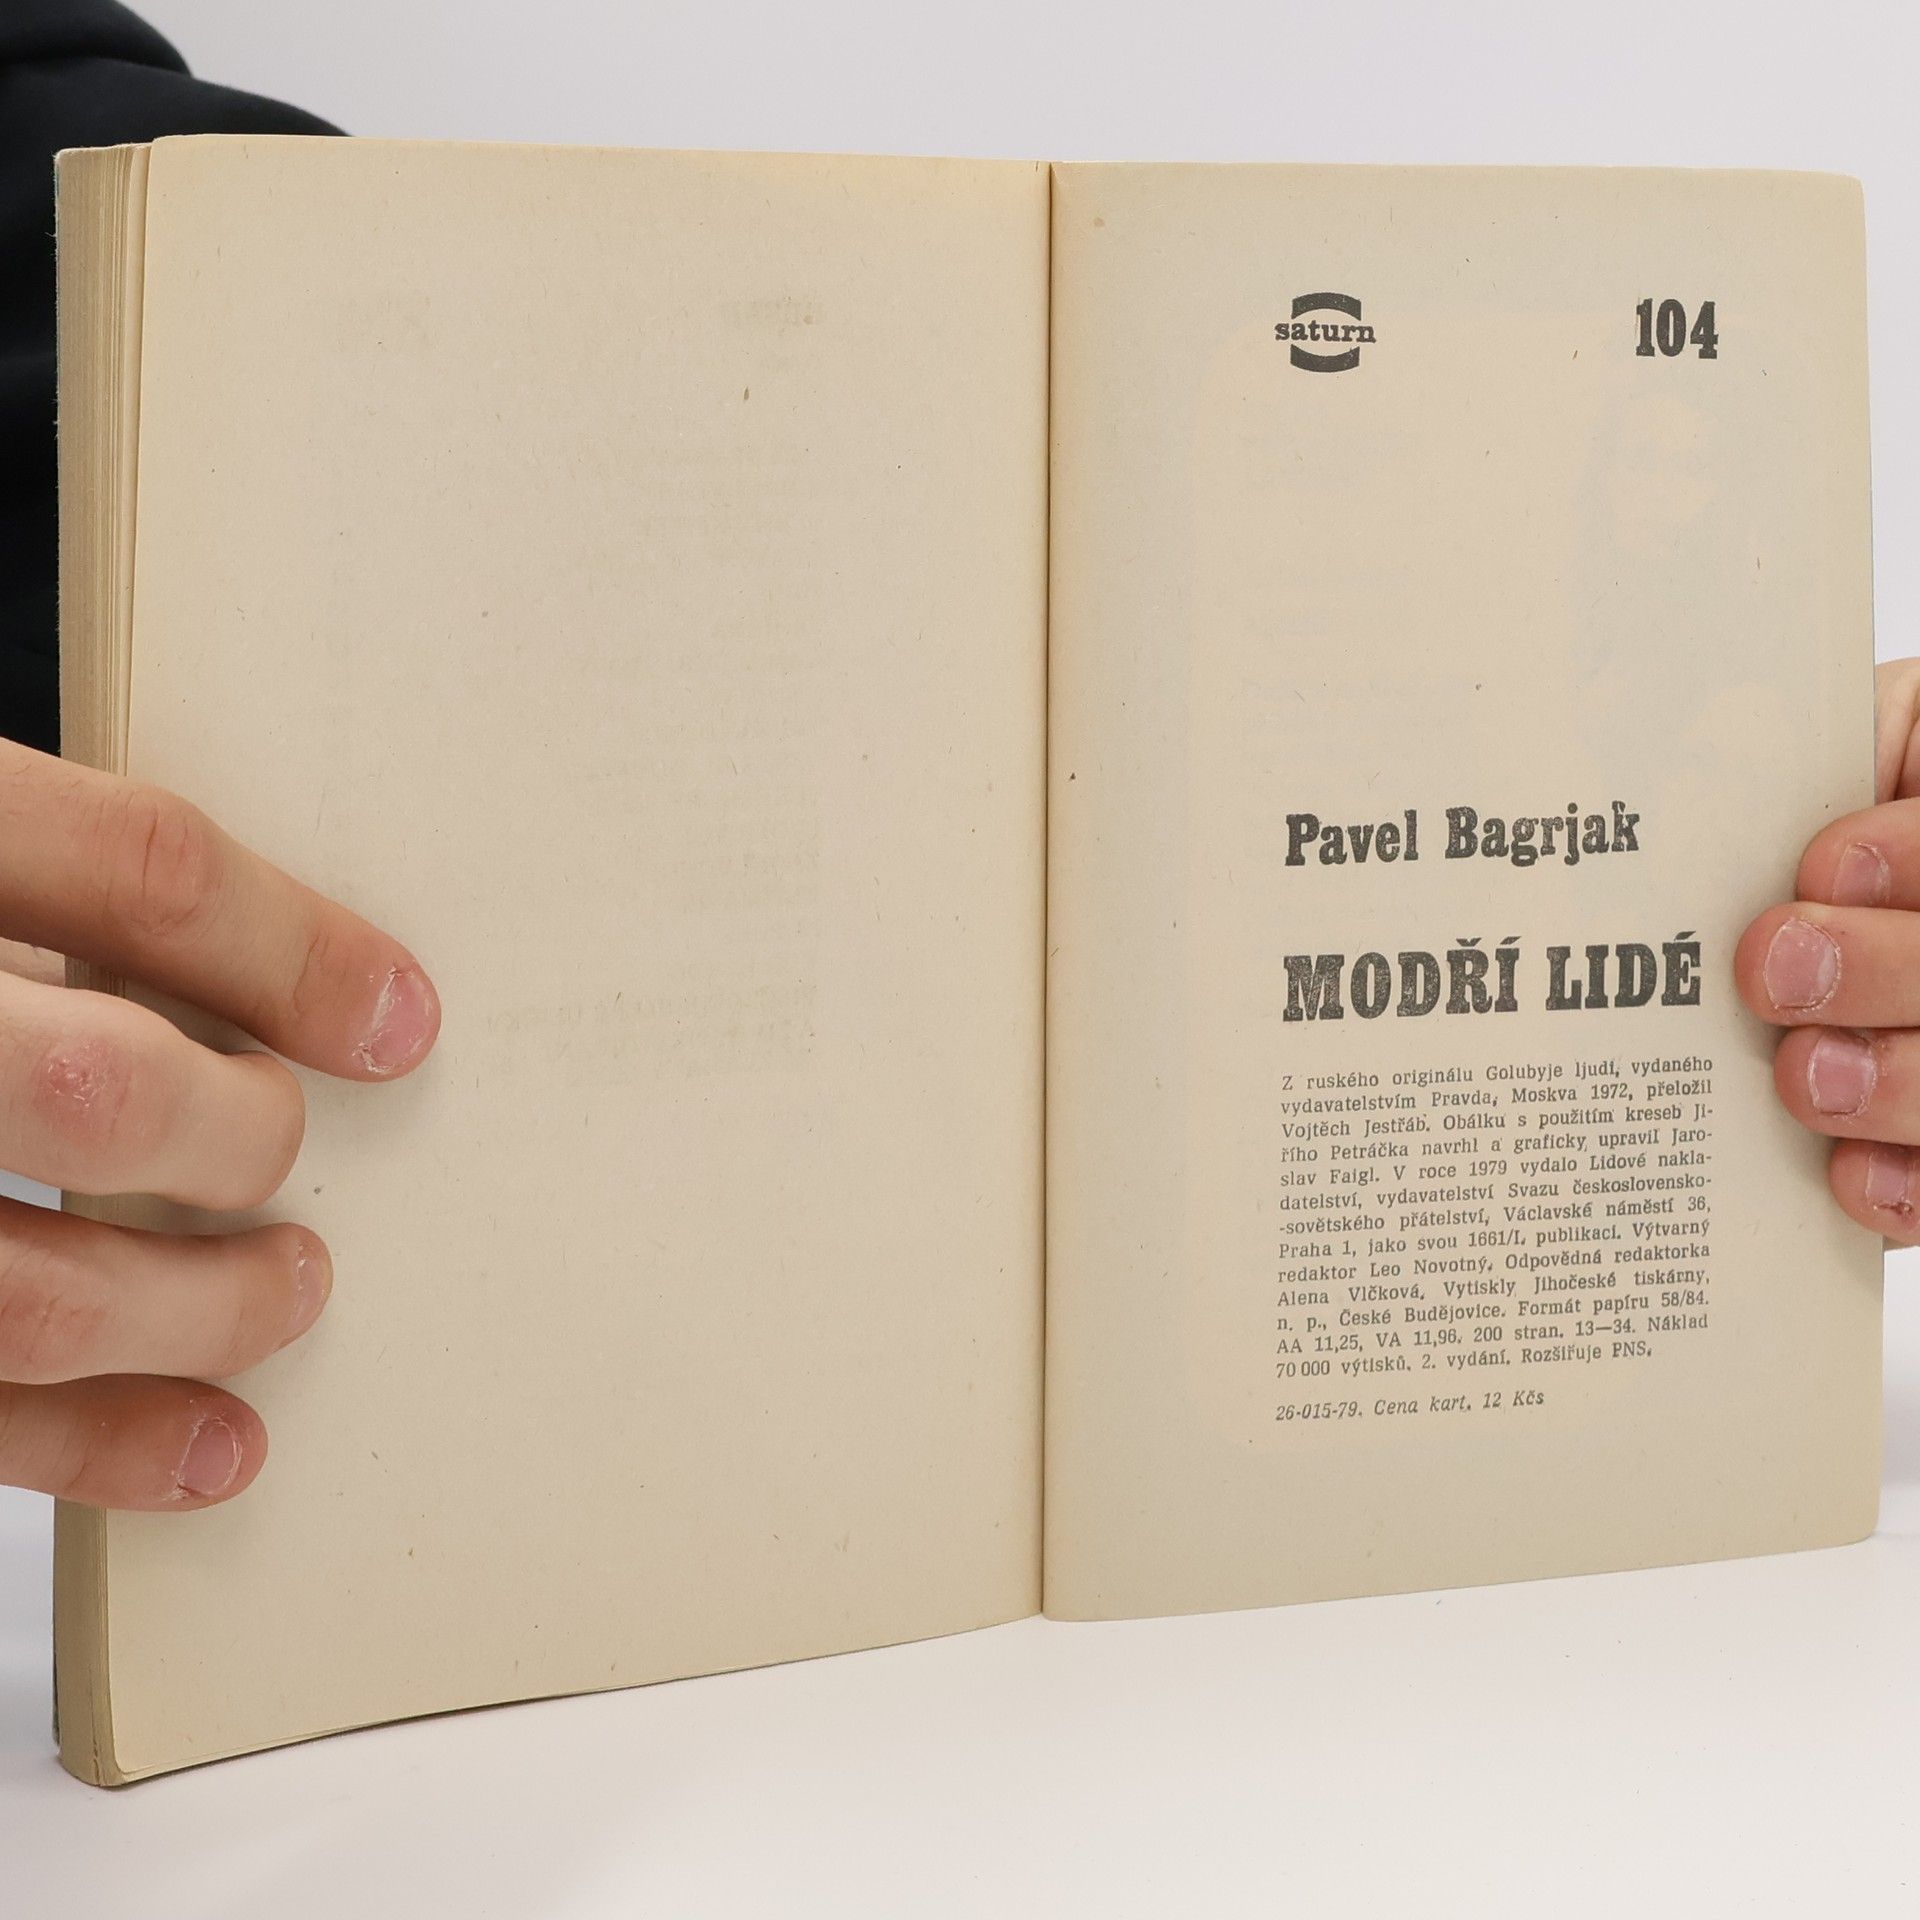 saturn
104
Pavel Bagrjak
MODŘÍ LIDÉ
Z ruského originálu Golubyje ljudi, vydaného
vydavatelstvím Pravda, Moskva 1972, přeložil
Vojtěch Jestřáb. Obálku s použitím kreseb Ji-
řího Petráčka navrhl a graficky upravil Jaro-
slav Faigl. V roce 1979 vydalo Lidové nakla-
datelství, vydavatelství Svazu československo-
-sovětského přátelství, Václavské náměstí 36,
Praha 1, jako svou 1661/I. publikaci. Výtvarný
redaktor Leo Novotný. Odpovědná redaktorka
Alena Vlčková. Vytiskly Jihočeské tiskárny,
n. p., České Budějovice. Formát papíru 58/84.
AA 11,25, VA 11,96. 200 stran. 13—34. Náklad
70 000 výtisků. 2. vydání. Rozšiřuje PNS.
26-015-79. Cena kart. 12 Kčs